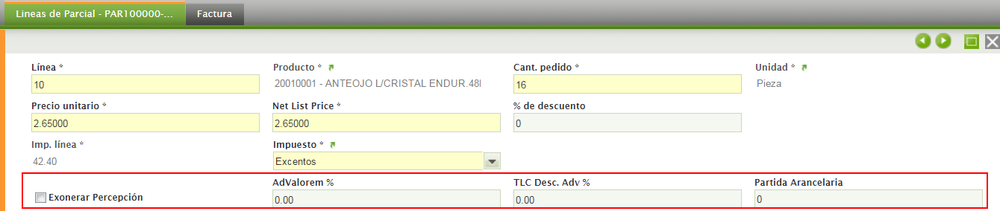 Lineas de Parcial - PAR100000-... Factura
Línea * Producto * Cant. pedido * Unidad *
10 20010001 - ANTEOJO L/CRISTAL ENDUR.48I 16 Pieza
Precio unitario * Net List Price * % de descuento
2.65000 2.65000 0
Imp. línea * Impuesto *
42.40 Excentos
AdValorem % TLC Desc. Adv % Partida Arancelaria
Exonerar Percepción 0.00 0.00 0